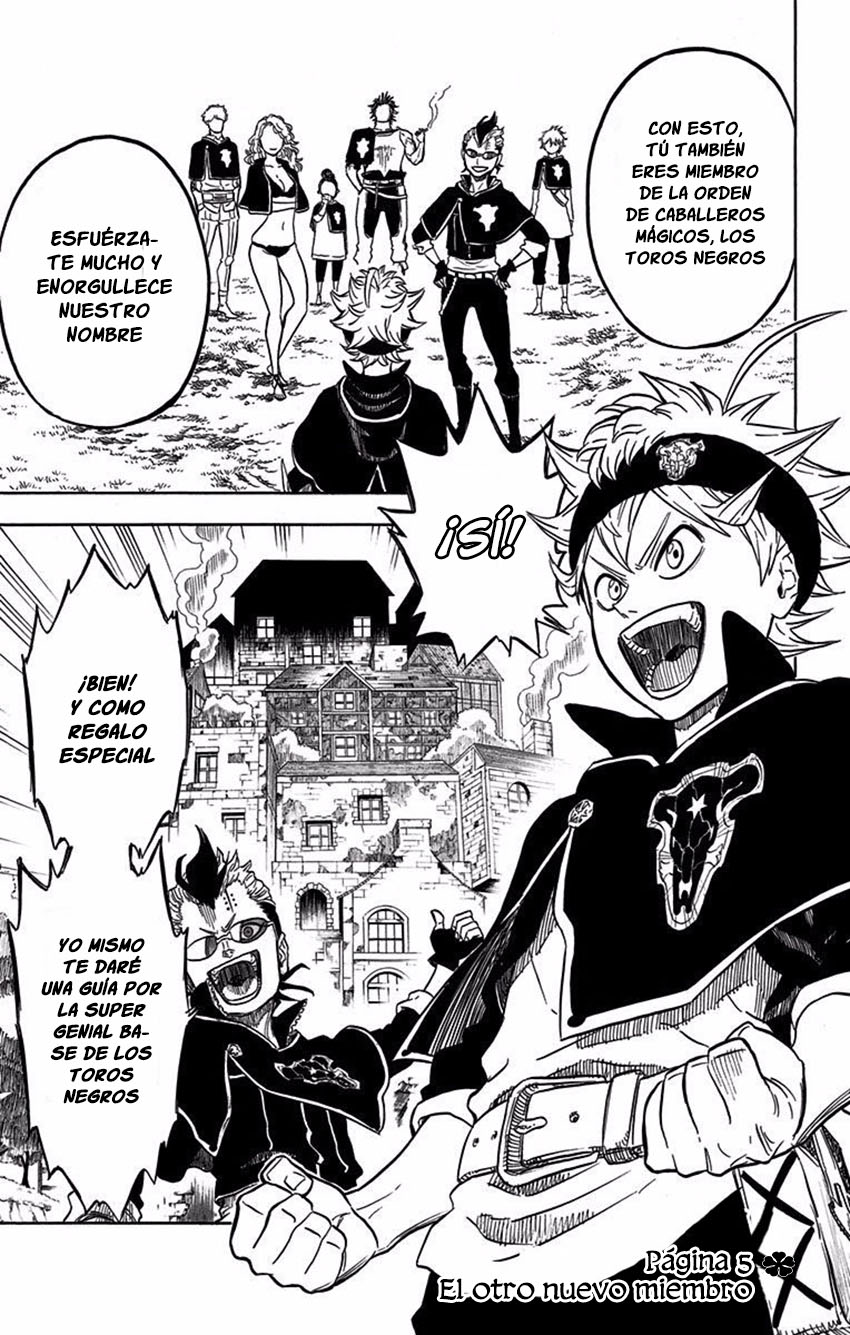 CON ESTO,
TÚ TAMBIÉN
ERES MIEMBRO
DE LA ORDEN
DE CABALLEROS
MÁGICOS, LOS
TOROS NEGROS
ESFUÉRZA-
TE MUCHO Y
ENORGULLECE
NUESTRO
NOMBRE
¡SÍ!
¡BIEN!
Y COMO
REGALO
ESPECIAL
YO MISMO
TE DARÉ
UNA GUÍA POR
LA SUPER
GENIAL BA-
SE DE LOS
TOROS
NEGROS
Página 5
El otro nuevo miembro